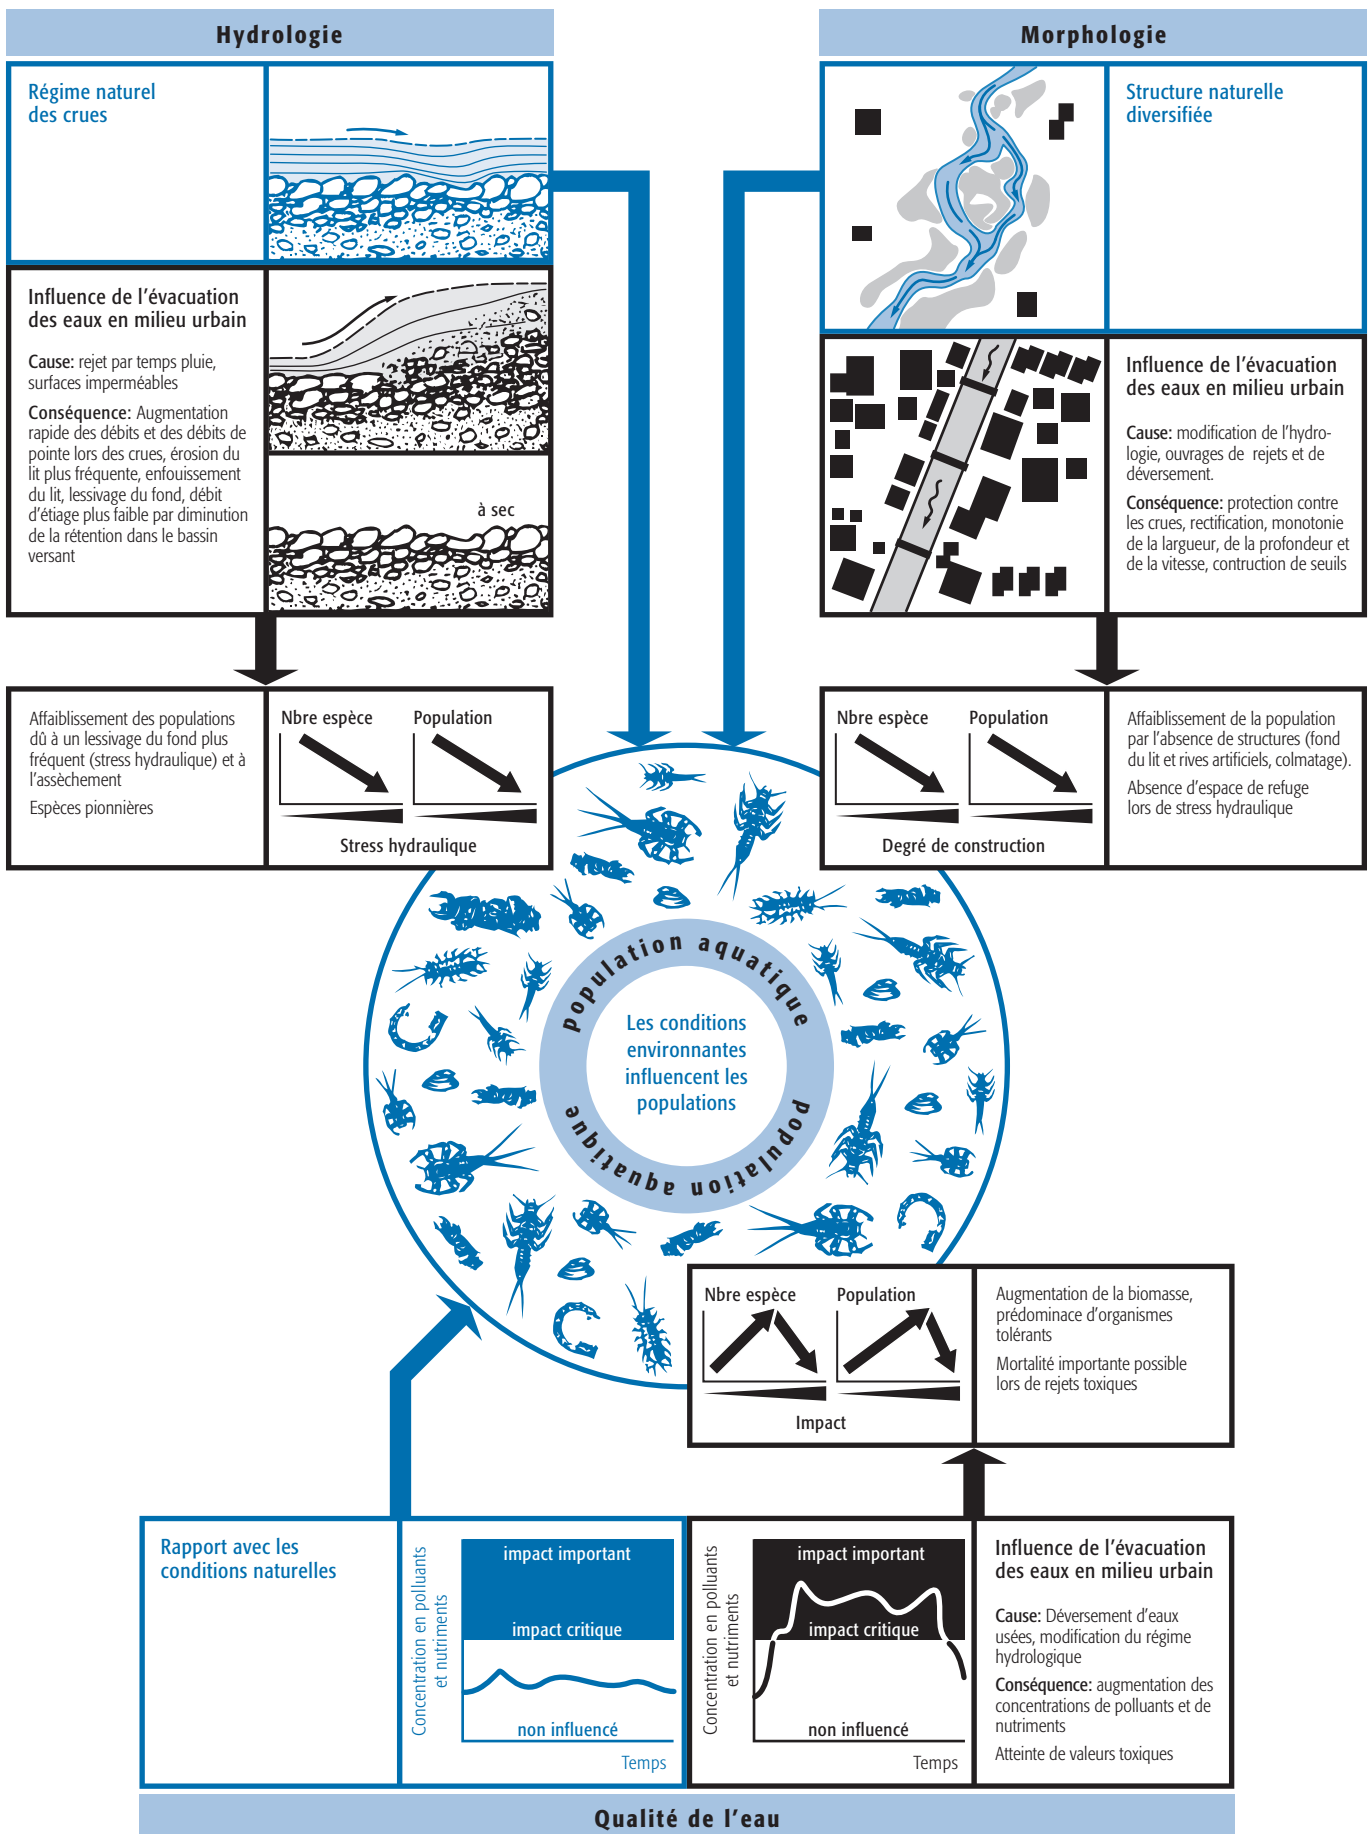 Hydrologie
Régime naturel
des crues
Influence de l'évacuation
des eaux en milieu urbain
Cause: rejet par temps pluie,
surfaces imperméables
Conséquence: Augmentation
rapide des débits et des débits de
pointe lors des crues, érosion du
lit plus fréquente, enfouissement
du lit, lessivage du fond, débit
d'étiage plus faible par diminution
de la rétention dans le bassin
versant
à sec
Affaiblissement des populations
dû à un lessivage du fond plus
fréquent (stress hydraulique) et à
l'assèchement
Espèces pionnières
Nbre espèce
Population
Stress hydraulique
Morphologie
Structure naturelle
diversifiée
Influence de l'évacuation
des eaux en milieu urbain
Cause: modification de l'hydro-
logie, ouvrages de rejets et de
déversement.
Conséquence: protection contre
les crues, rectification, monotonie
de la largueur, de la profondeur et
de la vitesse, contruction de seuils
Nbre espèce
Population
Degré de construction
Affaiblissement de la population
par l'absence de structures (fond
du lit et rives artificiels, colmatage).
Absence d'espace de refuge
lors de stress hydraulique
population aquatique
Les conditions
environnantes
influencent les
populations
population aquatique
Nbre espèce
Population
Impact
Augmentation de la biomasse,
prédominace d'organismes
tolérants
Mortalité importante possible
lors de rejets toxiques
Rapport avec les
conditions naturelles
Concentration en polluants
et nutriments
impact important
impact critique
non influencé
Temps
Concentration en polluants
et nutriments
impact important
impact critique
non influencé
Temps
Influence de l'évacuation
des eaux en milieu urbain
Cause: Déversement d'eaux
usées, modification du régime
hydrologique
Conséquence: augmentation des
concentrations de polluants et de
nutriments
Atteinte de valeurs toxiques
Qualité de l'eau